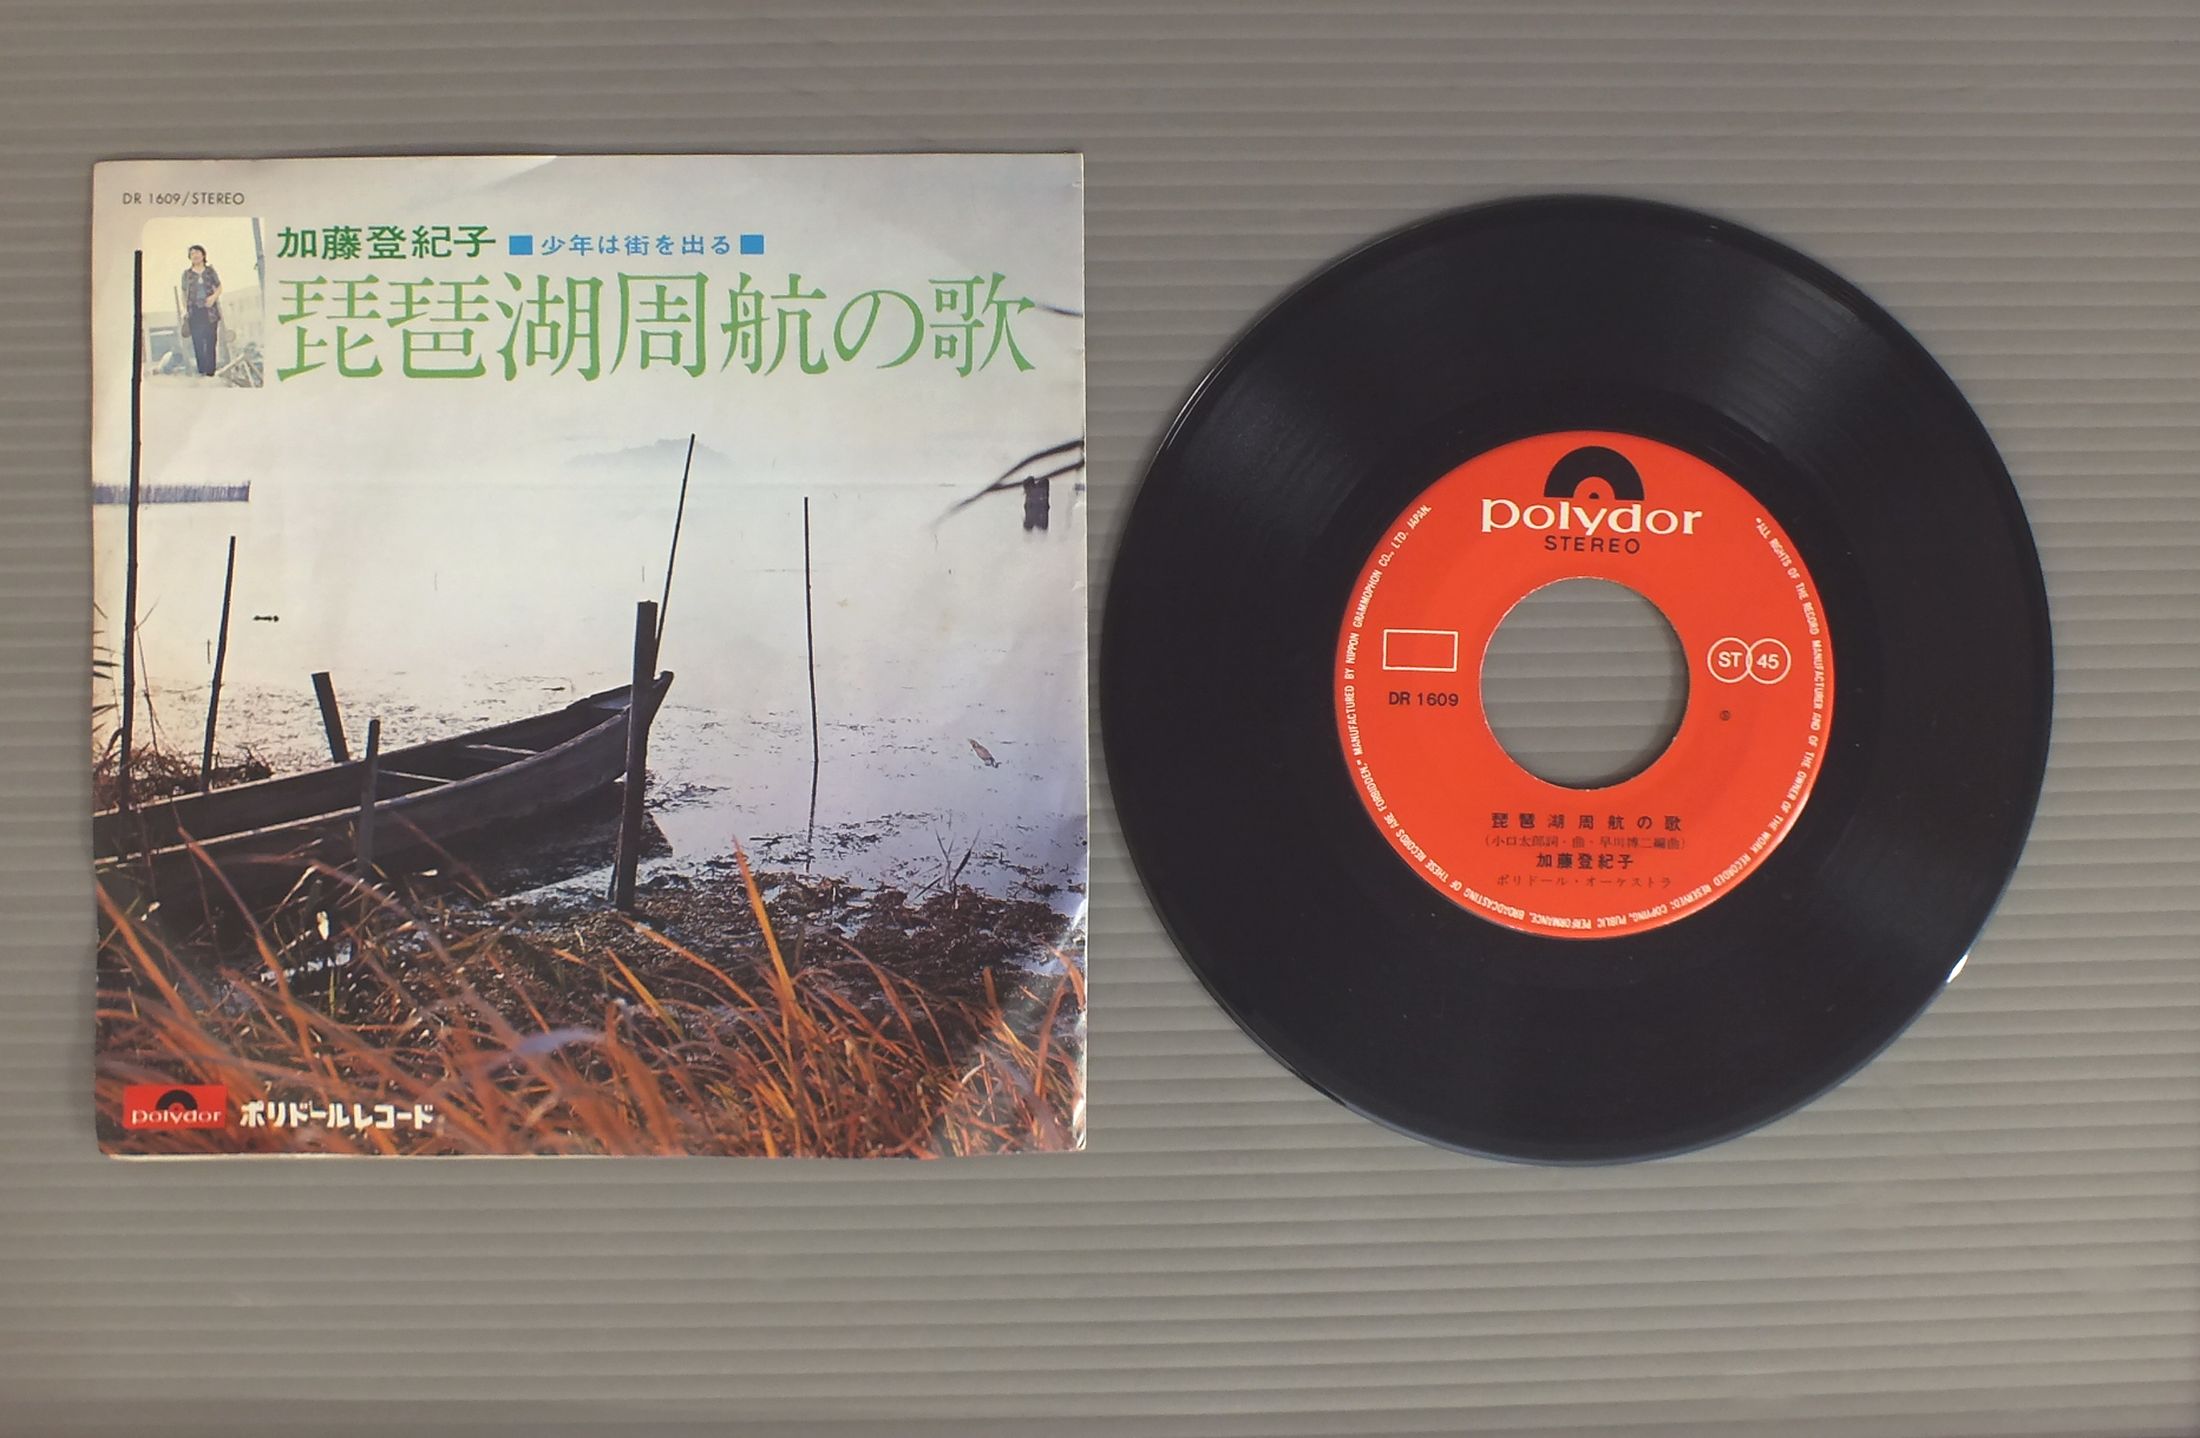 DR 1609/STEREO
加藤登紀子 ■少年は街を出る■
琵琶湖周航の歌
polydor ポリドールレコード
polydor
STEREO
DR 1609
ST 45
琵琶湖周航の歌
(小口太郎詞・曲・早川博二編曲)
加藤登紀子
ポリドール・オーケストラ
"ALL RIGHTS OF THE RECORD MANUFACTURER AND OF THE OWNER OF THE WORK RECORDED RESERVED: COPYING, PUBLIC PERFORMANCE, BROADCASTING OF THESE RECORDS ARE FORBIDDEN." MANUFACTURED BY NIPPON GRAMMOPHON CO., LTD. JAPAN.